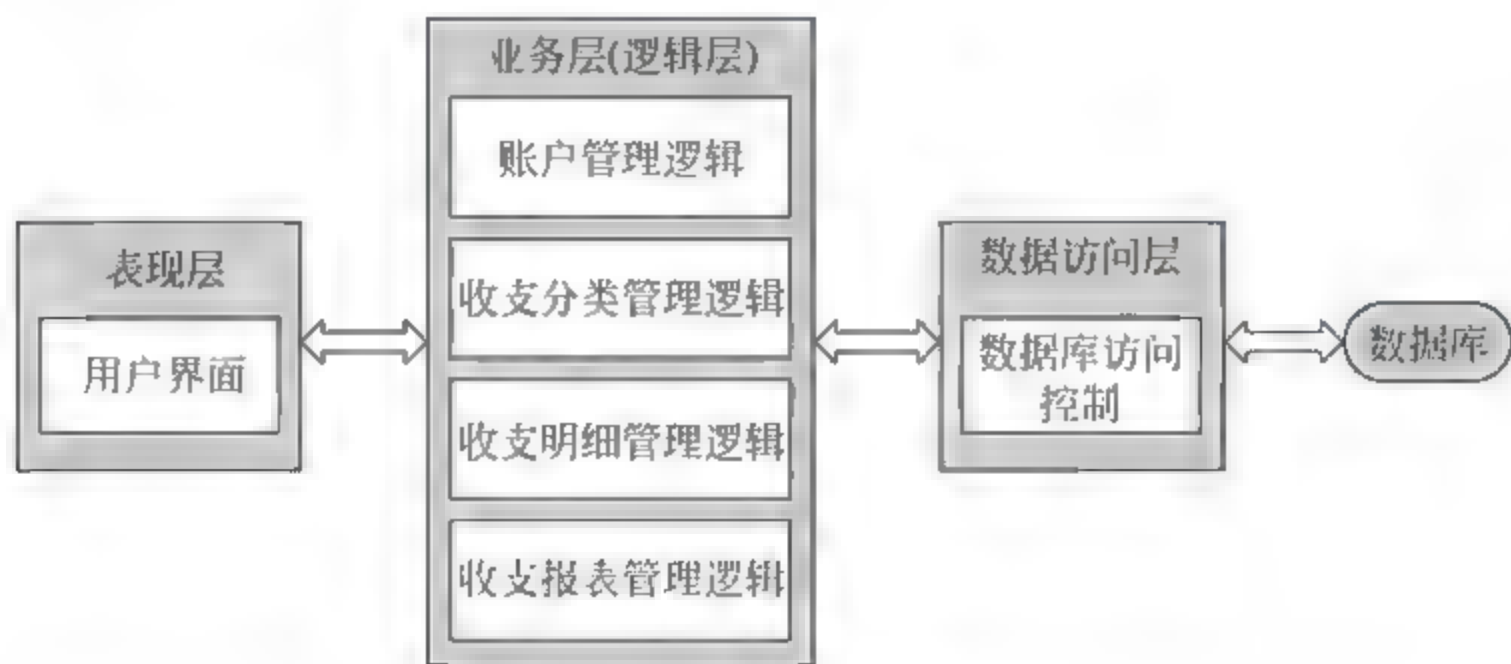 业务层(逻辑层)
账户管理逻辑
表现层
用户界面
收支分类管理逻辑
收支明细管理逻辑
收支报表管理逻辑
数据访问层
数据库访问
控制
数据库